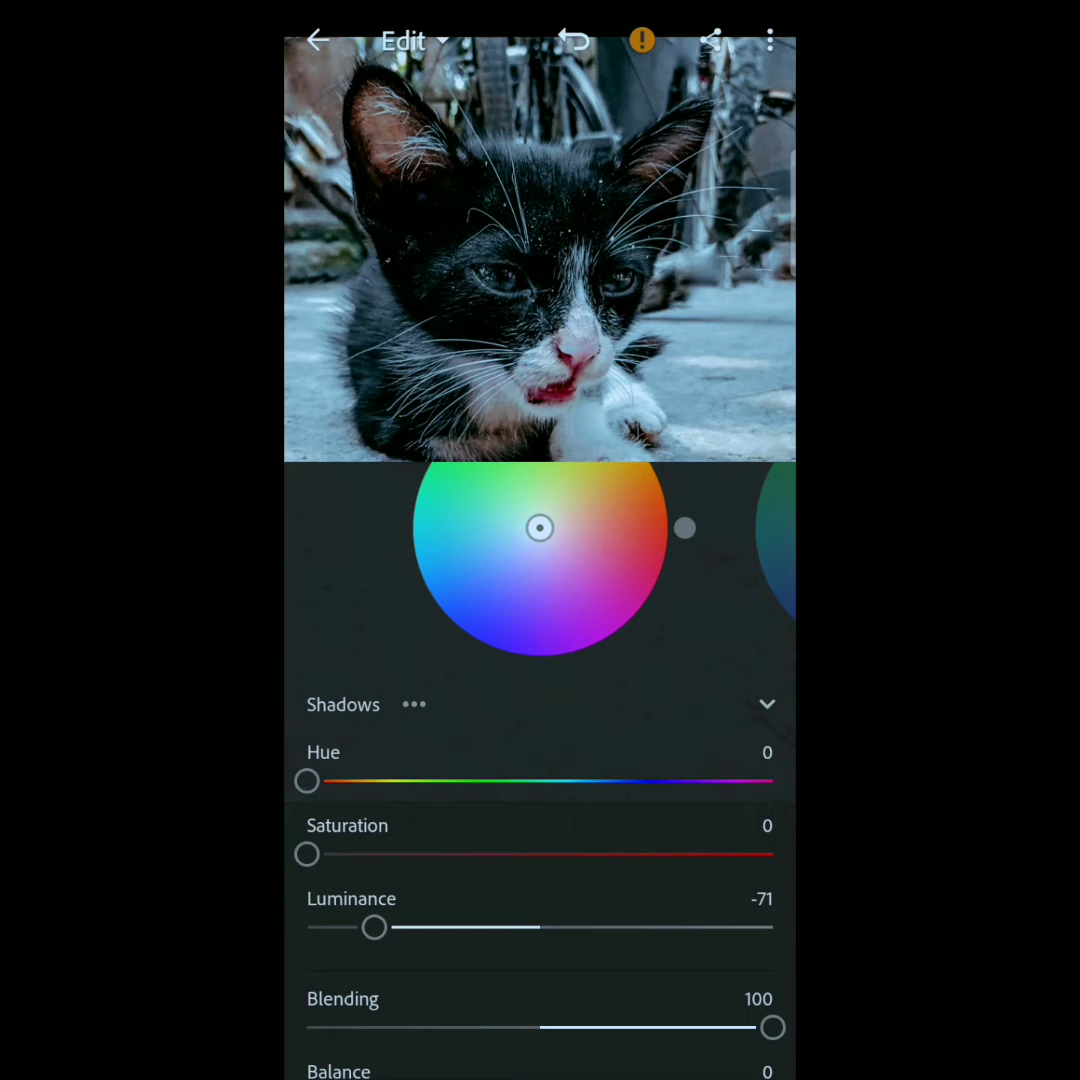 Edit
Shadows
Hue 0
Saturation 0
Luminance -71
Blending 100
Balance 0